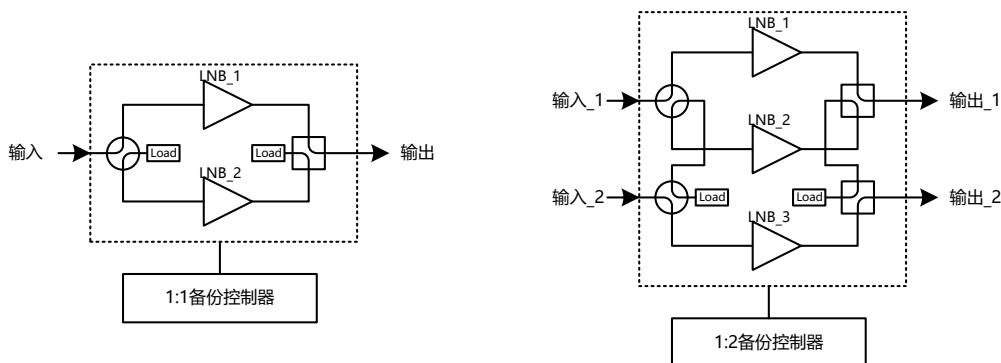 LNB_1
输入
Load
Load
输出
LNB_2
1:1备份控制器
LNB_1
输入_1
输出_1
LNB_2
输入_2
Load
Load
输出_2
LNB_3
1:2备份控制器